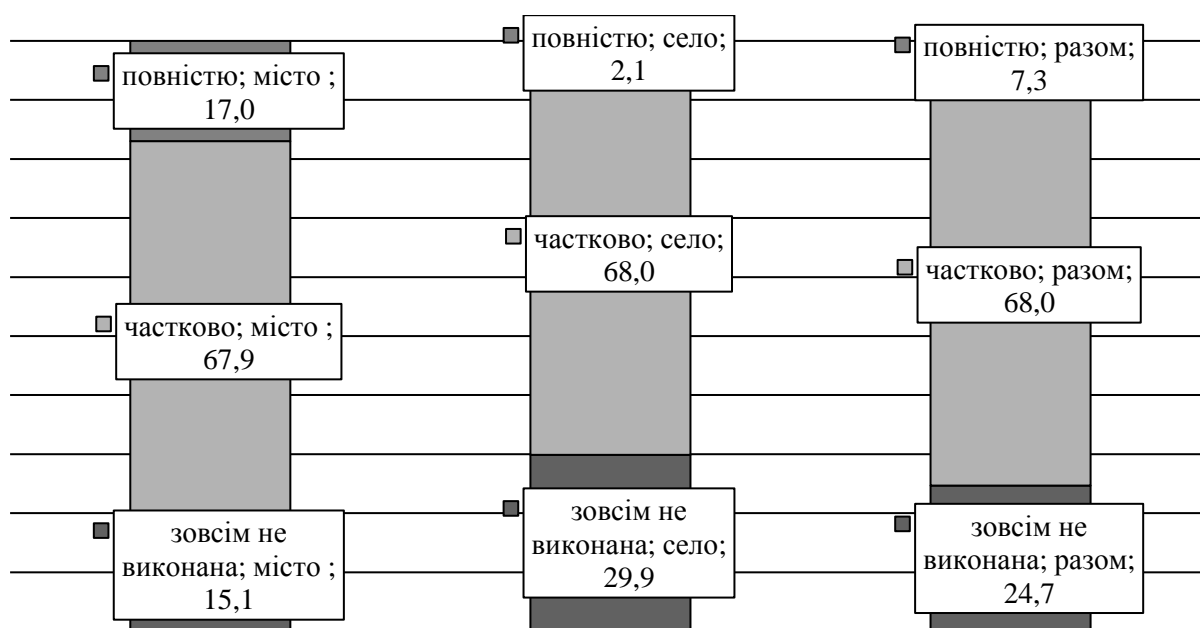 повністю; місто ;
17,0
повністю; село;
2,1
повністю; разом;
7,3
частково; місто ;
67,9
частково; село;
68,0
частково; разом;
68,0
зовсім не
виконана; місто ;
15,1
зовсім не
виконана; село;
29,9
зовсім не
виконана; разом;
24,7